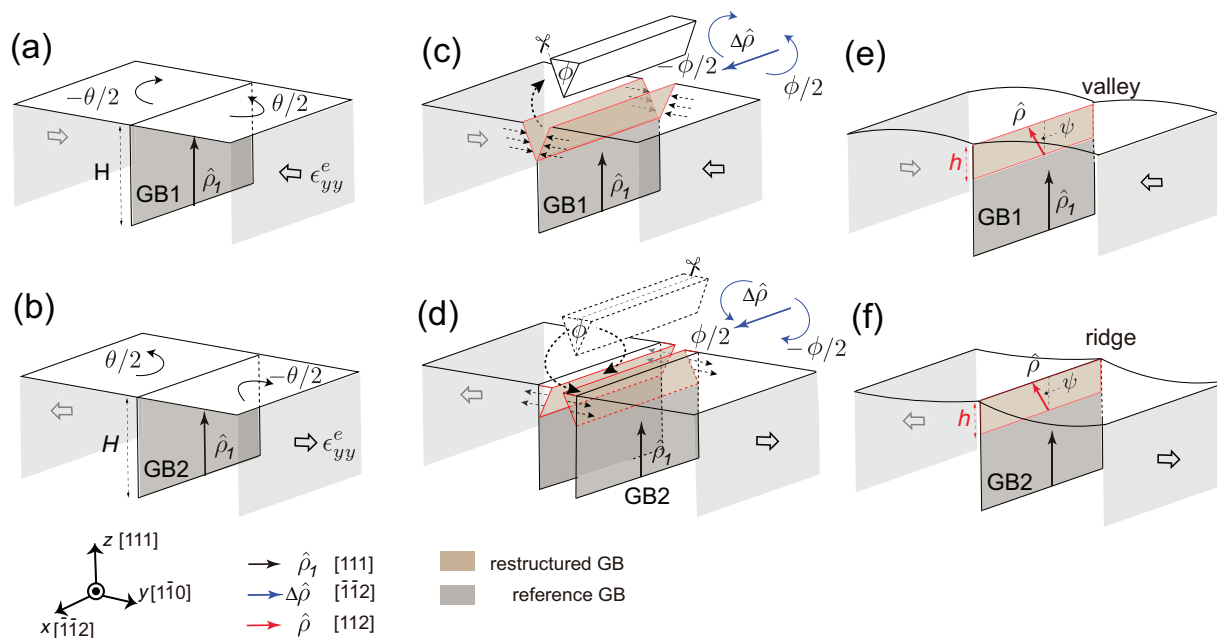 (a)
−θ/2
θ/2
H
GB1
ρ̂₁
ϵᵉyy
(b)
θ/2
−θ/2
H
GB2
ρ̂₁
ϵᵉyy
(c)
ϕ
Δρ̂
−ϕ/2
ϕ/2
GB1
ρ̂₁
(d)
ϕ
Δρ̂
ϕ/2
−ϕ/2
ρ̂₁
GB2
(e)
valley
ρ̂
ψ
h
GB1
ρ̂₁
(f)
ridge
ρ̂
ψ
h
GB2
z [111]
y [11̄0]
x [1̄1̄2]
ρ̂₁ [111]
Δρ̂ [1̄1̄2]
ρ̂ [112]
restructured GB
reference GB